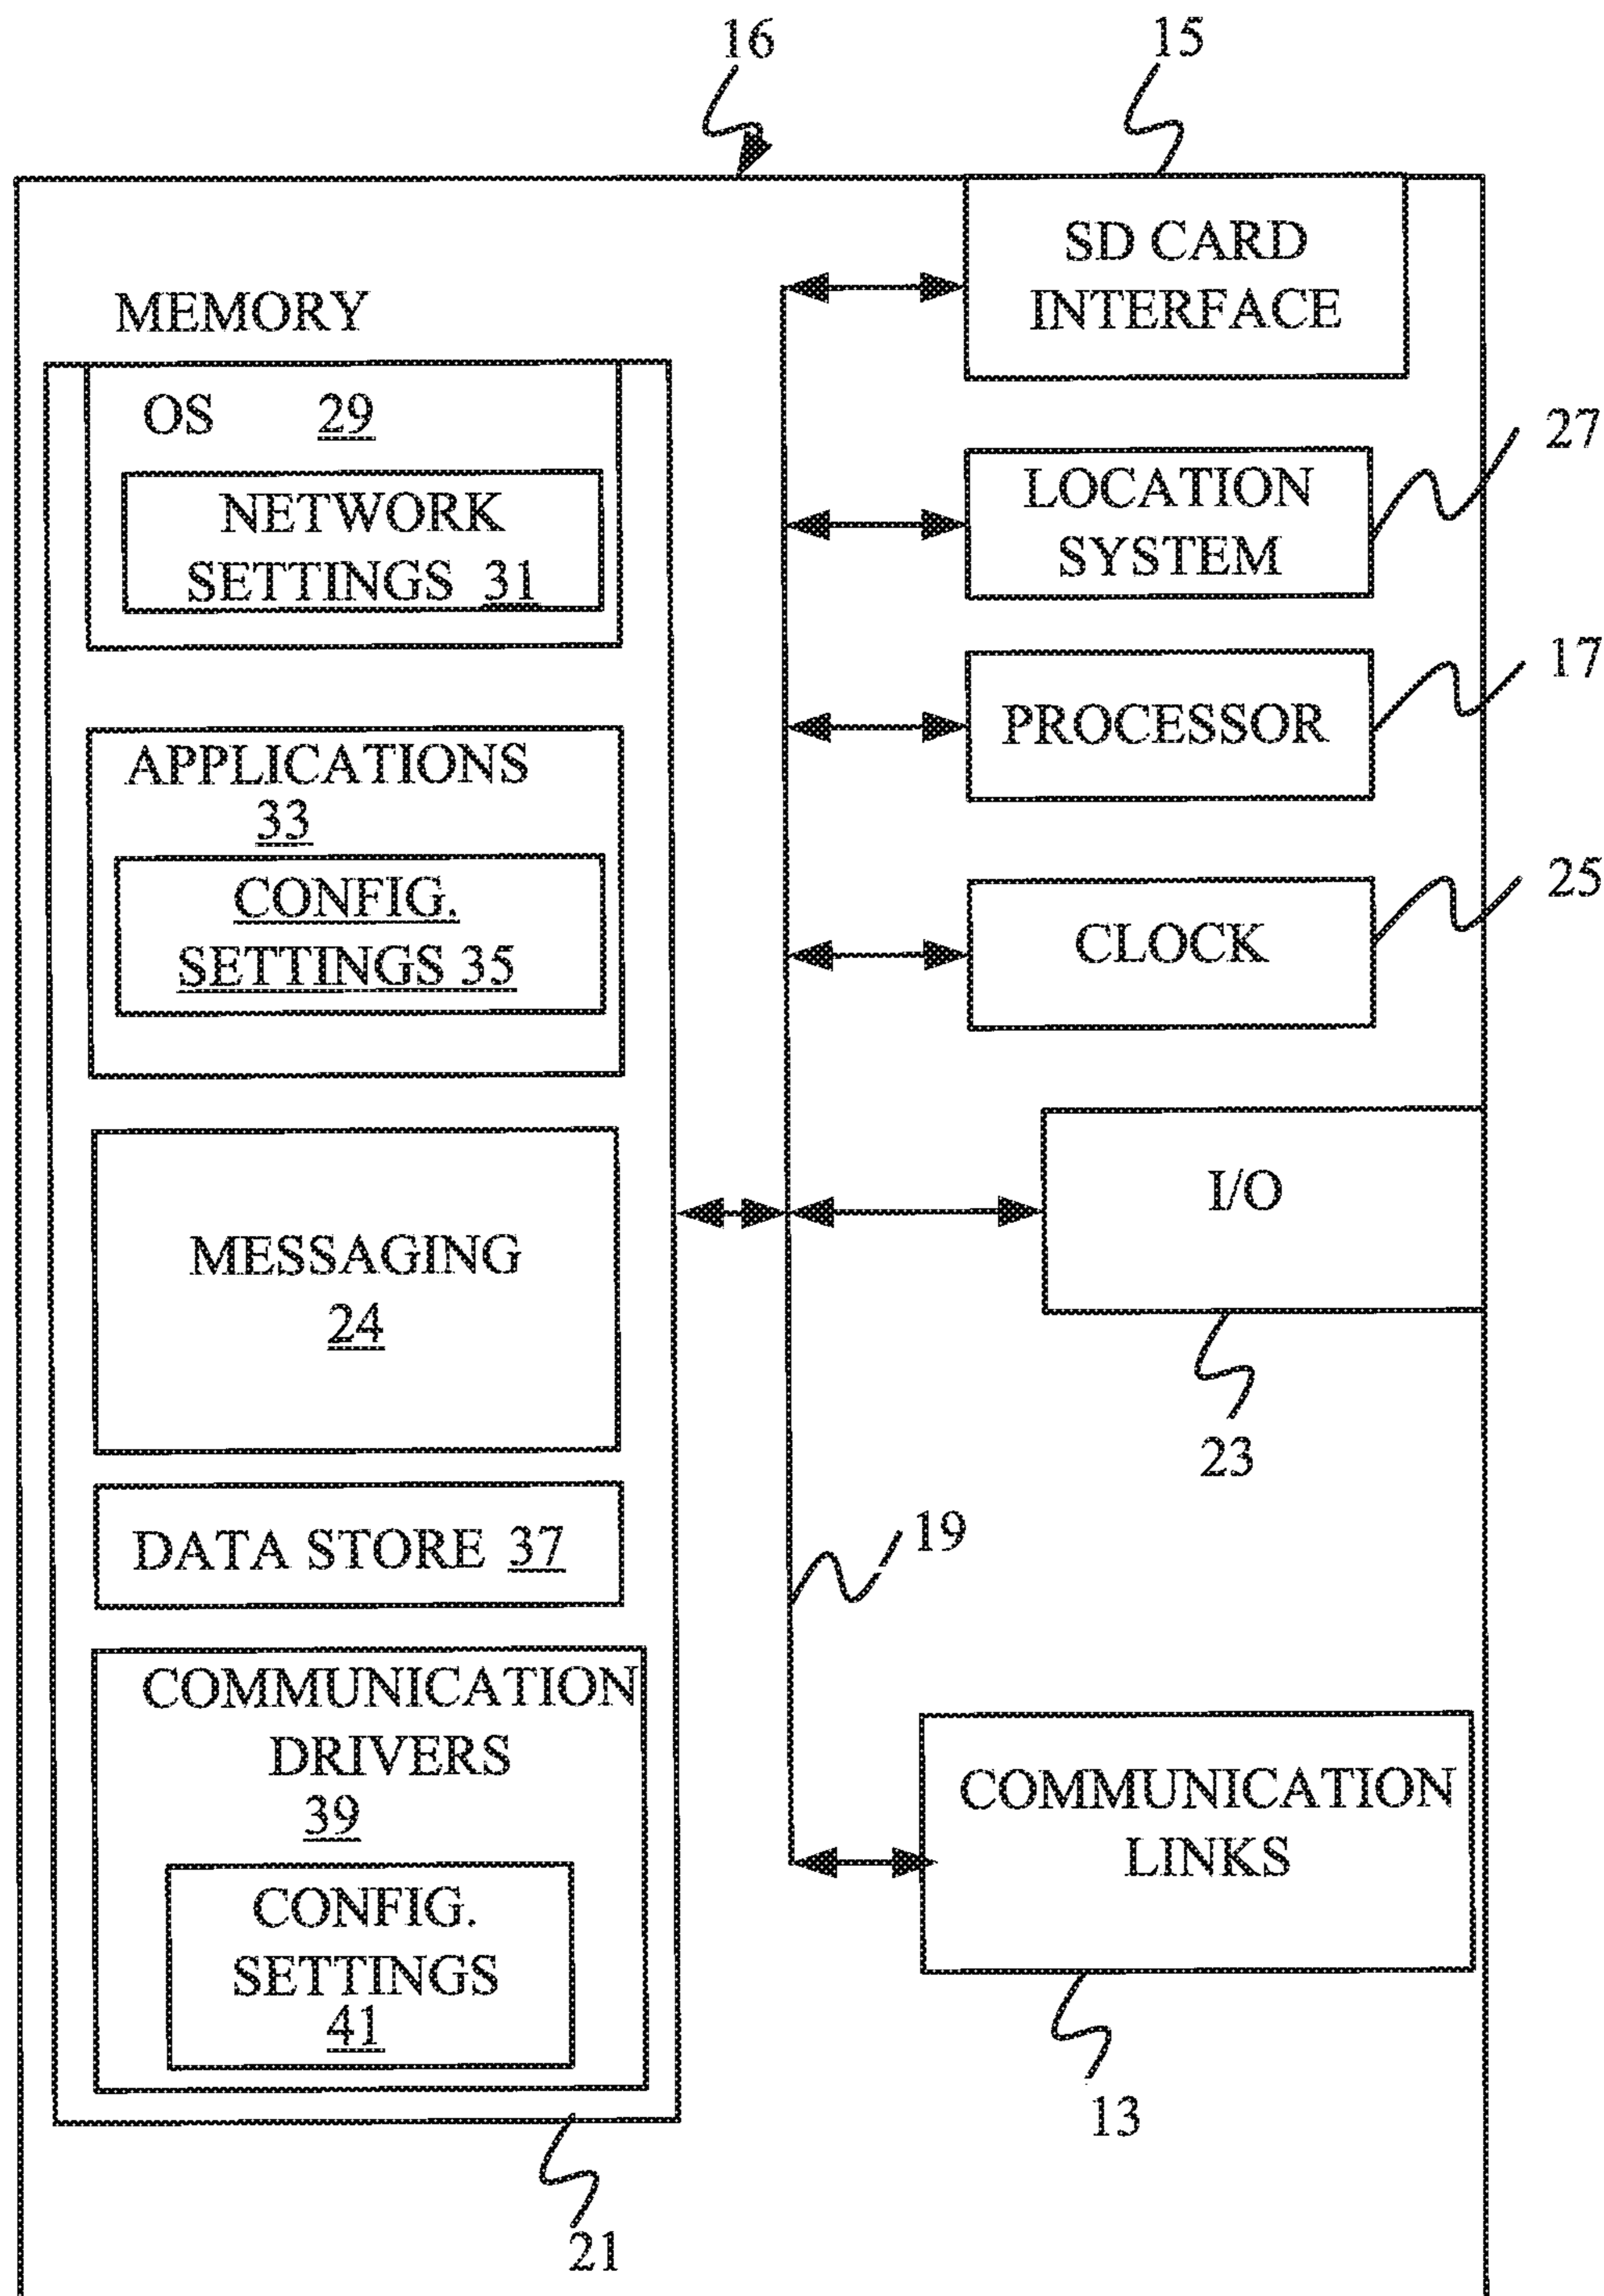 16
15
SD CARD
INTERFACE
MEMORY
OS 29
NETWORK
SETTINGS 31
LOCATION
SYSTEM
27
PROCESSOR
17
APPLICATIONS
33
CONFIG.
SETTINGS 35
CLOCK
25
MESSAGING
24
I/O
23
DATA STORE 37
19
COMMUNICATION
DRIVERS
39
CONFIG.
SETTINGS
41
COMMUNICATION
LINKS
13
21